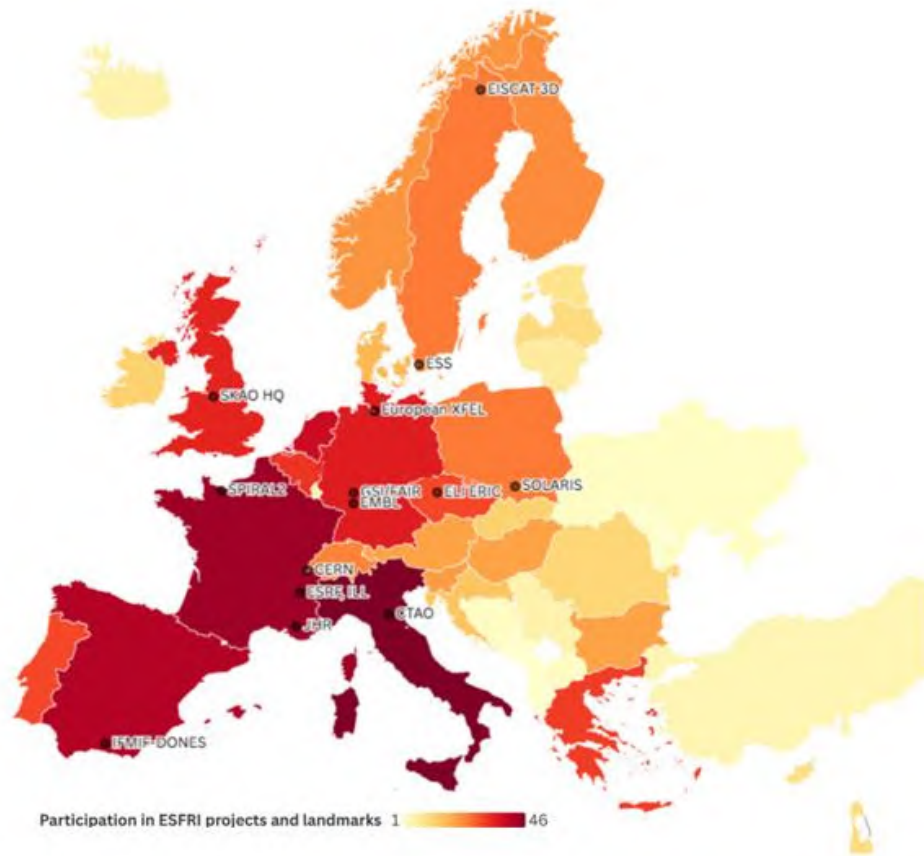 EISCAT 3D
ESS
SKAO HQ
European XFEL
SPIRAL2
GSI/FAIR
ELI ERIC
SOLARIS
EMBL
CERN
ESRF, ILL
CTAO
JHR
IFMIF-DONES
Participation in ESFRI projects and landmarks 1 46